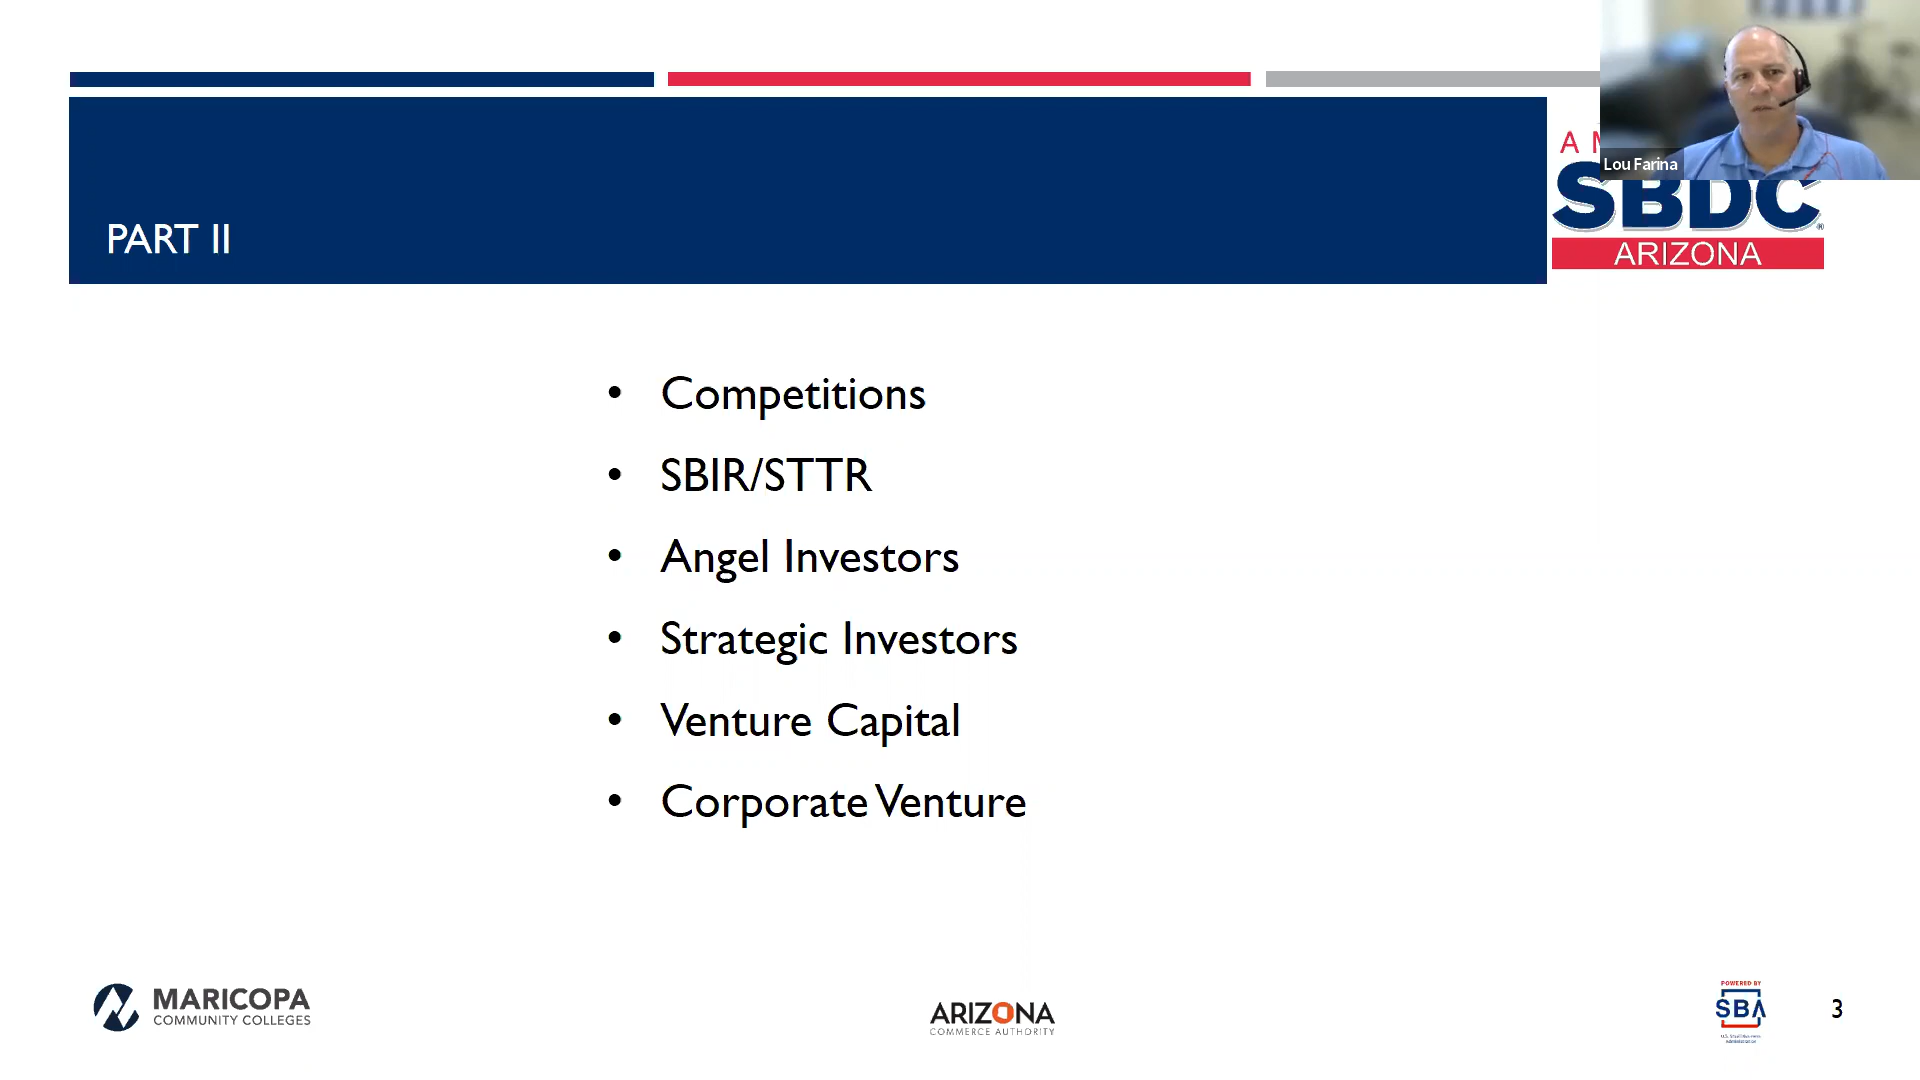 Lou Farina
SBDC
ARIZONA
PART II
• Competitions
• SBIR/STTR
• Angel Investors
• Strategic Investors
• Venture Capital
• Corporate Venture
MARICOPA
COMMUNITY COLLEGES
ARIZONA
COMMERCE AUTHORITY
POWERED BY
SBA
3